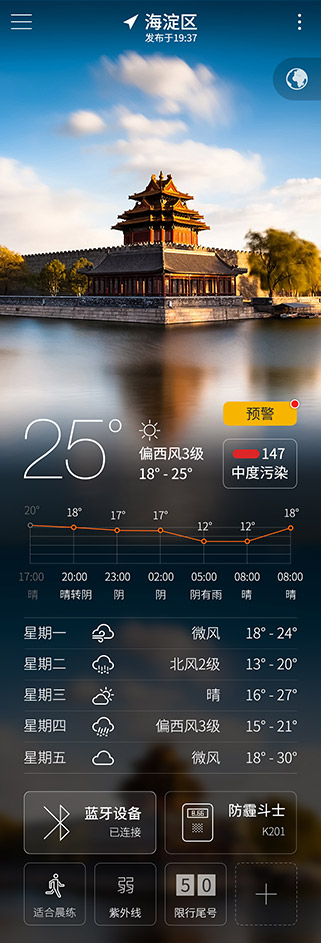 海淀区
发布于19:37
预警
25°
偏西风3级
18° - 25°
147
中度污染
20° 18° 17° 17° 12° 12° 18°
17:00 20:00 23:00 02:00 05:00 08:00 08:00
晴 晴转阴 阴 阴 阴有雨 阴 晴
星期一 微风 18° - 24°
星期二 北风2级 13° - 20°
星期三 晴 16° - 27°
星期四 偏西风3级 15° - 21°
星期五 微风 18° - 30°
蓝牙设备
已连接
8.66
防霾斗士
K201
适合晨练
弱
紫外线
50
限行尾号